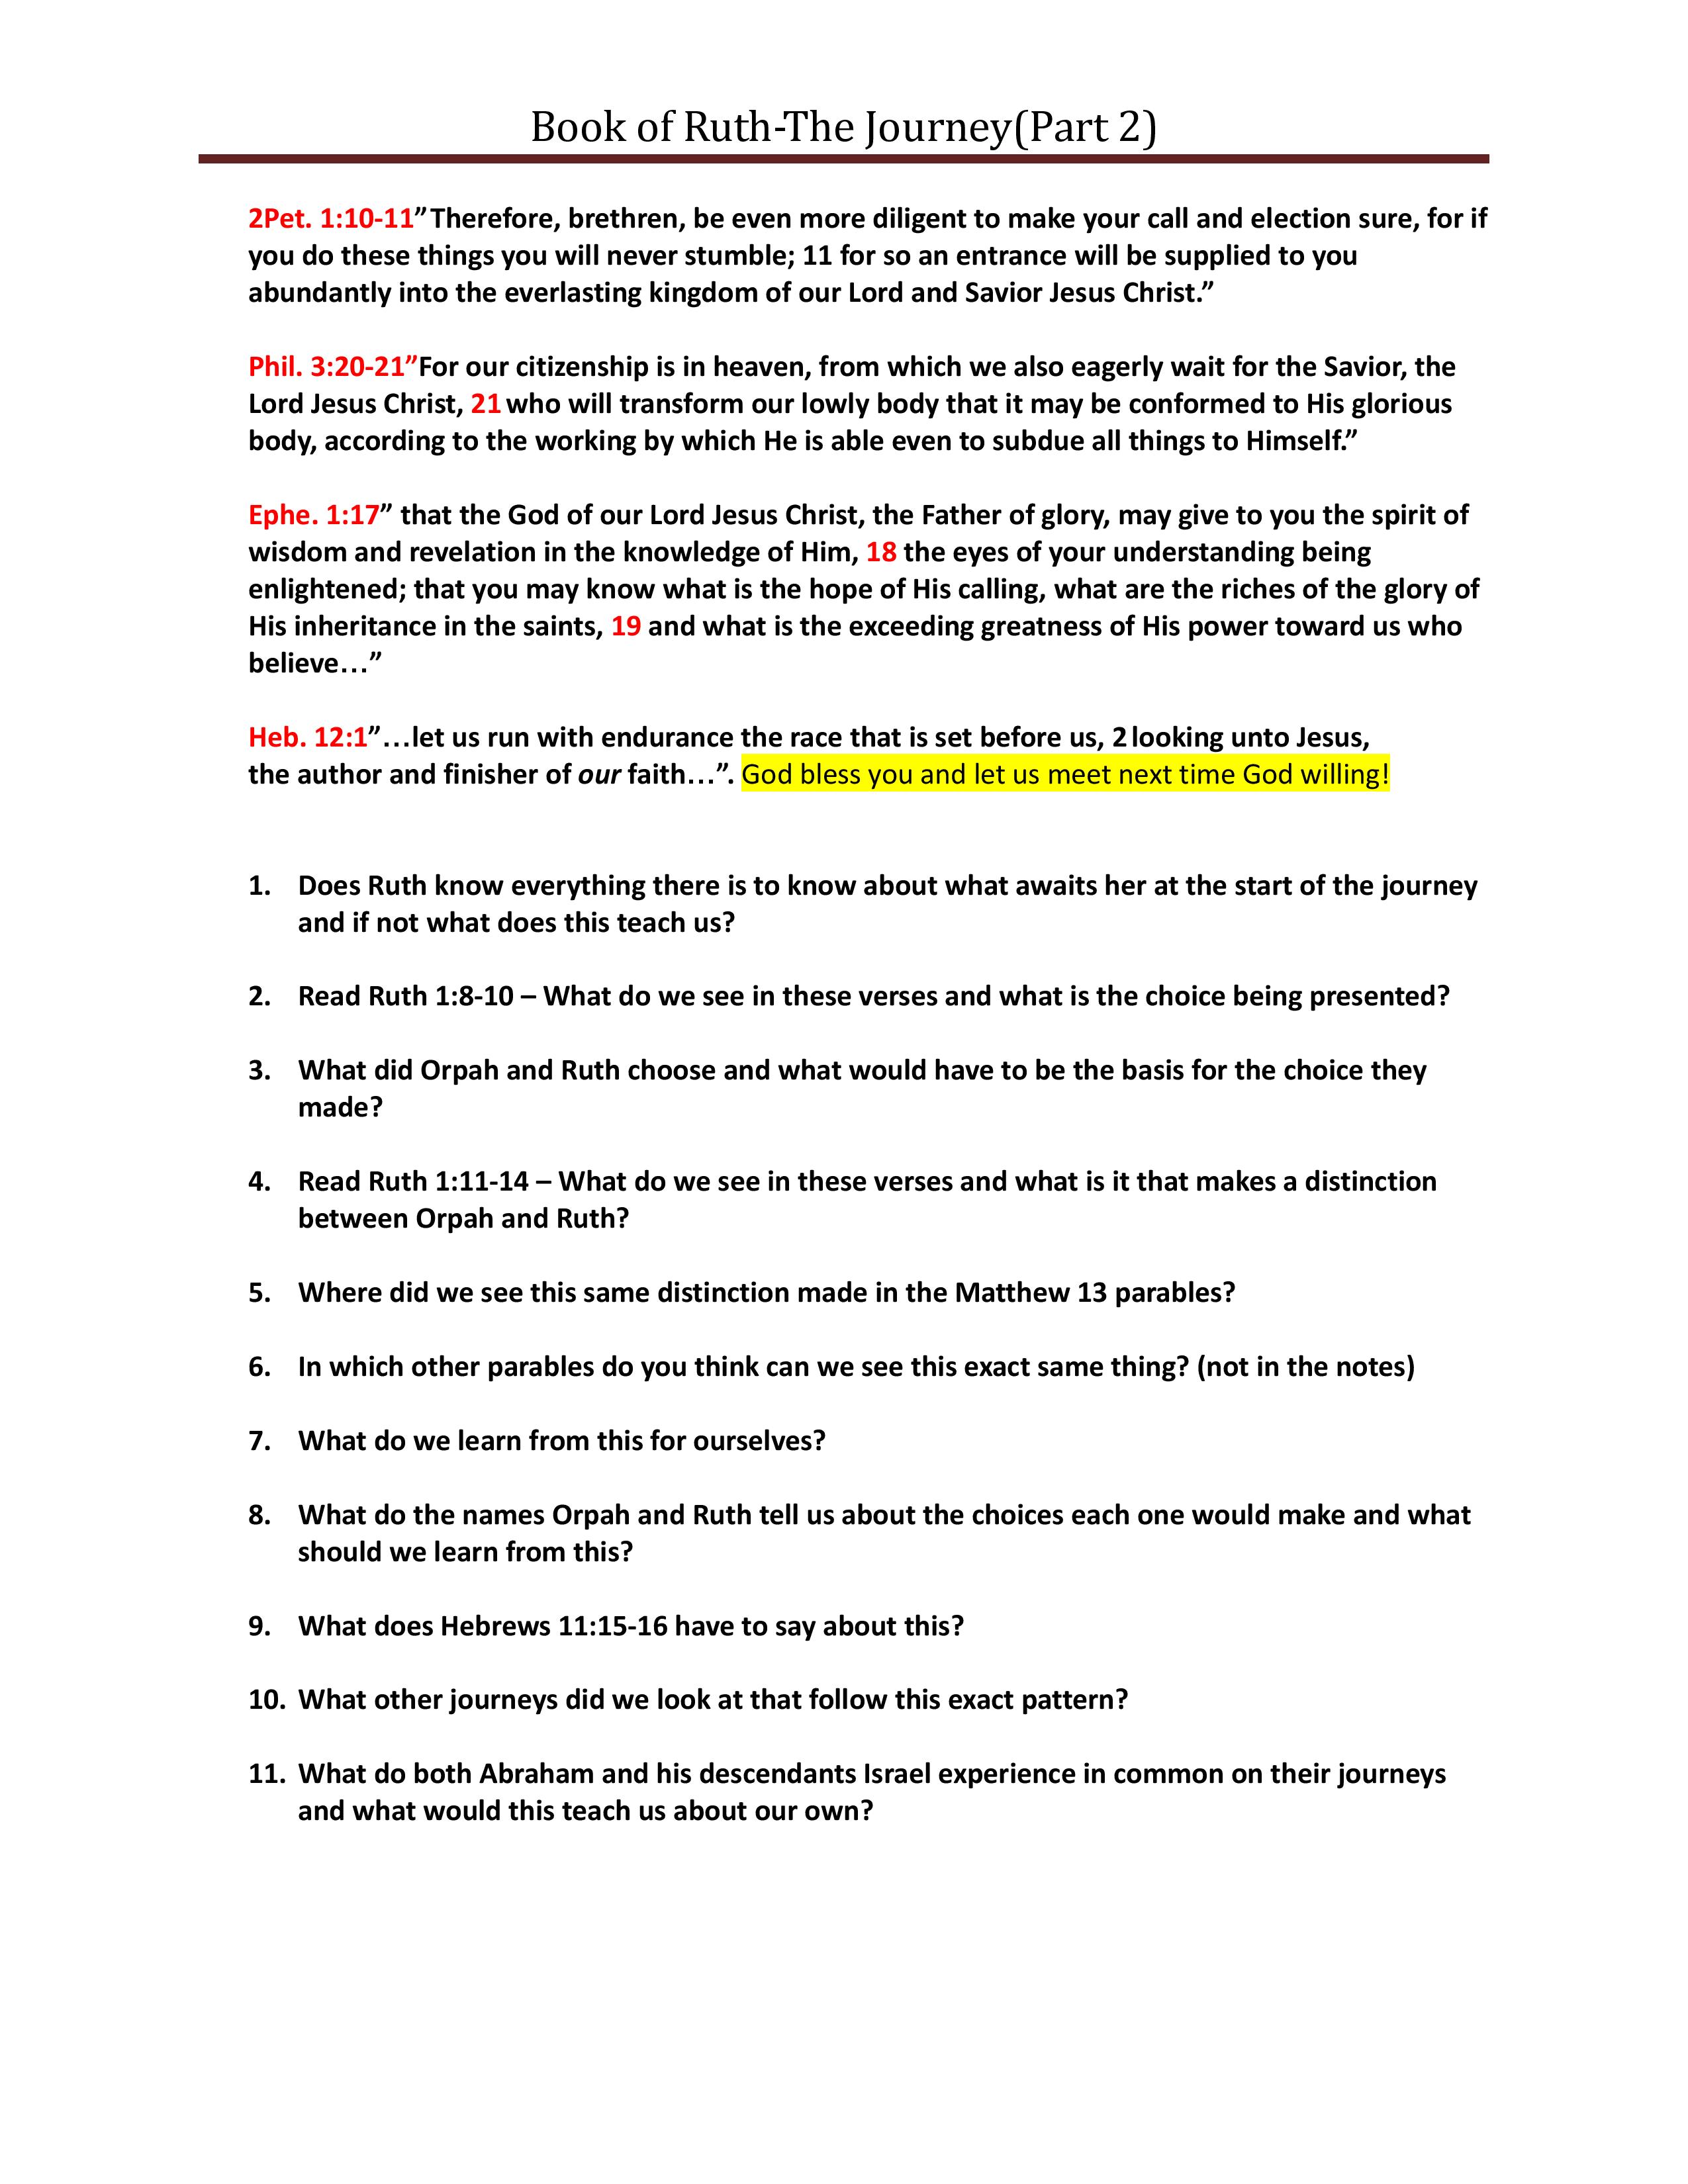 Book of Ruth-The Journey(Part 2)
2Pet. 1:10-11”Therefore, brethren, be even more diligent to make your call and election sure, for if
you do these things you will never stumble; 11 for so an entrance will be supplied to you
abundantly into the everlasting kingdom of our Lord and Savior Jesus Christ.”
Phil. 3:20-21”For our citizenship is in heaven, from which we also eagerly wait for the Savior, the
Lord Jesus Christ, 21 who will transform our lowly body that it may be conformed to His glorious
body, according to the working by which He is able even to subdue all things to Himself.”
Ephe. 1:17” that the God of our Lord Jesus Christ, the Father of glory, may give to you the spirit of
wisdom and revelation in the knowledge of Him, 18 the eyes of your understanding being
enlightened; that you may know what is the hope of His calling, what are the riches of the glory of
His inheritance in the saints, 19 and what is the exceeding greatness of His power toward us who
believe…”
Heb. 12:1”…let us run with endurance the race that is set before us, 2 looking unto Jesus,
the author and finisher of our faith…”. God bless you and let us meet next time God willing!
1. Does Ruth know everything there is to know about what awaits her at the start of the journey
and if not what does this teach us?
2. Read Ruth 1:8-10 – What do we see in these verses and what is the choice being presented?
3. What did Orpah and Ruth choose and what would have to be the basis for the choice they
made?
4. Read Ruth 1:11-14 – What do we see in these verses and what is it that makes a distinction
between Orpah and Ruth?
5. Where did we see this same distinction made in the Matthew 13 parables?
6. In which other parables do you think can we see this exact same thing? (not in the notes)
7. What do we learn from this for ourselves?
8. What do the names Orpah and Ruth tell us about the choices each one would make and what
should we learn from this?
9. What does Hebrews 11:15-16 have to say about this?
10. What other journeys did we look at that follow this exact pattern?
11. What do both Abraham and his descendants Israel experience in common on their journeys
and what would this teach us about our own?